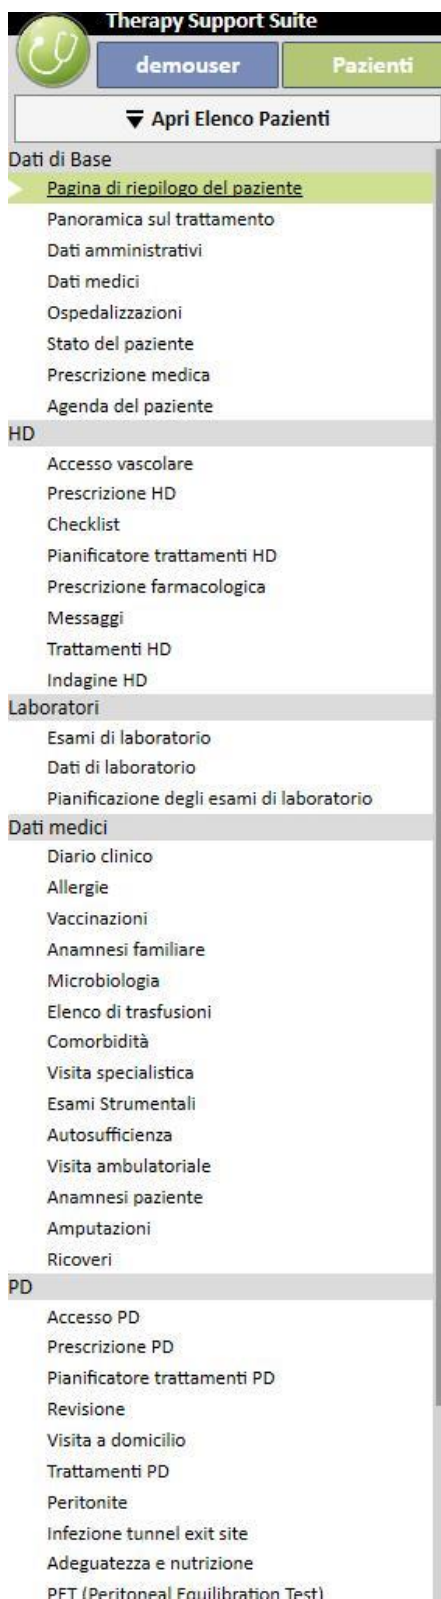 Therapy Support Suite
demouser
Pazienti
Apri Elenco Pazienti
Dati di Base
Pagina di riepilogo del paziente
Panoramica sul trattamento
Dati amministrativi
Dati medici
Ospedalizzazioni
Stato del paziente
Prescrizione medica
Agenda del paziente
HD
Accesso vascolare
Prescrizione HD
Checklist
Pianificatore trattamenti HD
Prescrizione farmacologica
Messaggi
Trattamenti HD
Indagine HD
Laboratori
Esami di laboratorio
Dati di laboratorio
Pianificazione degli esami di laboratorio
Dati medici
Diario clinico
Allergie
Vaccinazioni
Anamnesi familiare
Microbiologia
Elenco di trasfusioni
Comorbidità
Visita specialistica
Esami Strumentali
Autosufficienza
Visita ambulatoriale
Anamnesi paziente
Amputazioni
Ricoveri
PD
Accesso PD
Prescrizione PD
Pianificatore trattamenti PD
Revisione
Visita a domicilio
Trattamenti PD
Peritonite
Infezione tunnel exit site
Adeguatezza e nutrizione
PET (Peritoneal Equilibration Test)